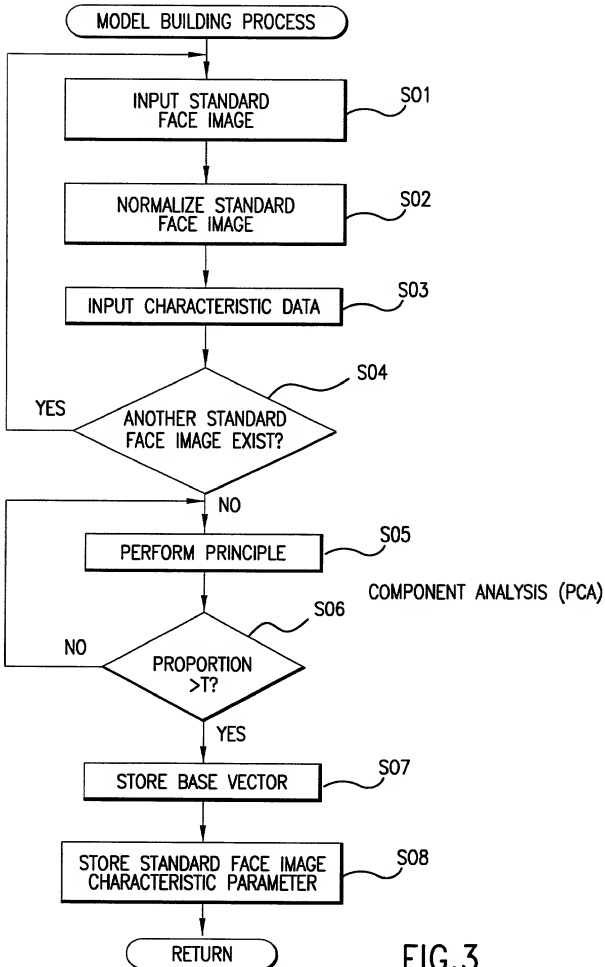 MODEL BUILDING PROCESS
INPUT STANDARD
FACE IMAGE
S01
NORMALIZE STANDARD
FACE IMAGE
S02
INPUT CHARACTERISTIC DATA
S03
S04
YES
ANOTHER STANDARD
FACE IMAGE EXIST?
NO
PERFORM PRINCIPLE
S05
COMPONENT ANALYSIS (PCA)
S06
NO
PROPORTION
>T?
YES
STORE BASE VECTOR
S07
STORE STANDARD FACE IMAGE
CHARACTERISTIC PARAMETER
S08
RETURN
FIG.3